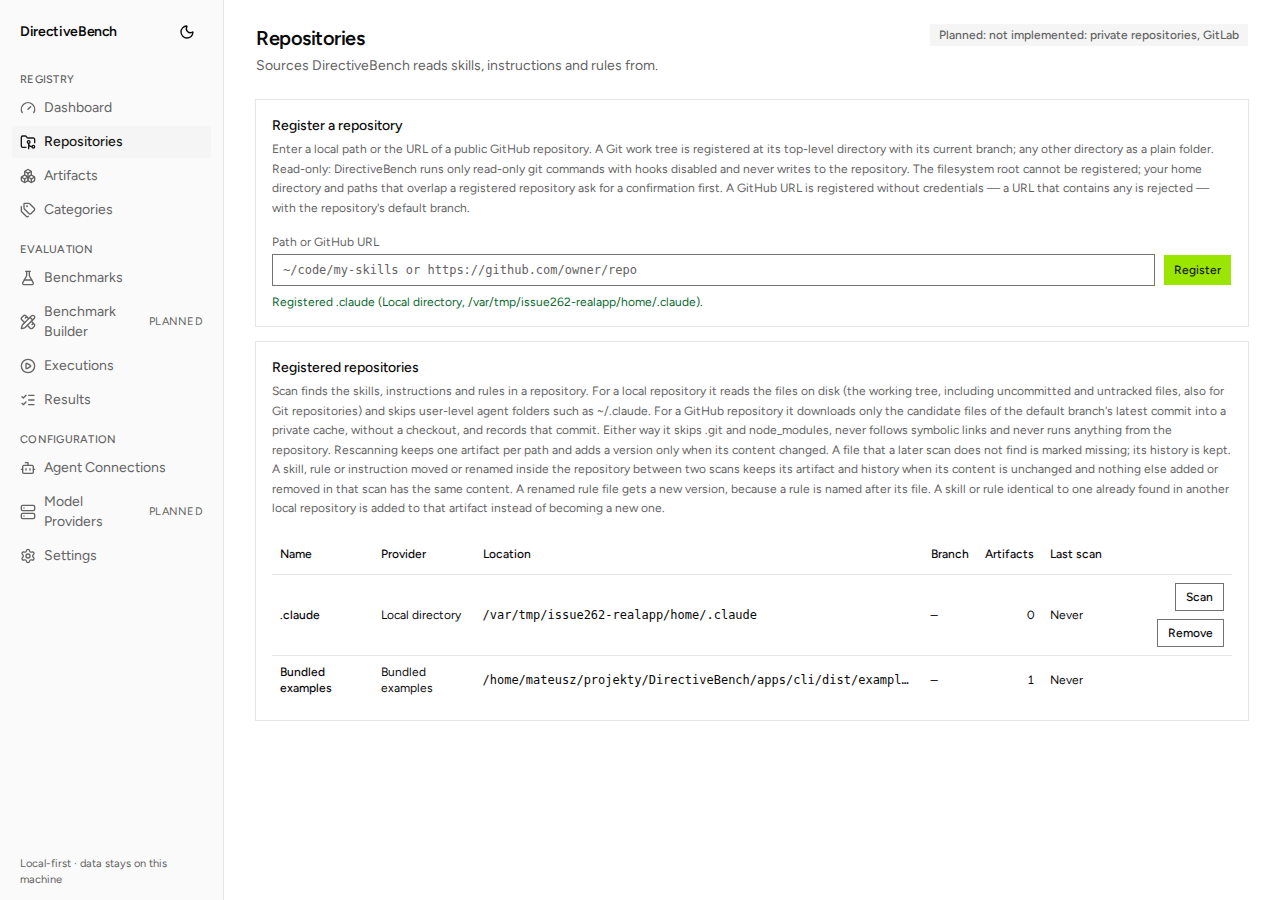 DirectiveBench
REGISTRY
Dashboard
Repositories
Artifacts
Categories
EVALUATION
Benchmarks
Benchmark
Builder
PLANNED
Executions
Results
CONFIGURATION
Agent Connections
Model
Providers
PLANNED
Settings
Local-first · data stays on this
machine
Repositories
Planned: not implemented: private repositories, GitLab
Sources DirectiveBench reads skills, instructions and rules from.
Register a repository
Enter a local path or the URL of a public GitHub repository. A Git work tree is registered at its top-level directory with its current branch; any other directory as a plain folder.
Read-only: DirectiveBench runs only read-only git commands with hooks disabled and never writes to the repository. The filesystem root cannot be registered; your home
directory and paths that overlap a registered repository ask for a confirmation first. A GitHub URL is registered without credentials — a URL that contains any is rejected —
with the repository's default branch.
Path or GitHub URL
~/code/my-skills or https://github.com/owner/repo
Register
Registered .claude (Local directory, /var/tmp/issue262-realapp/home/.claude).
Registered repositories
Scan finds the skills, instructions and rules in a repository. For a local repository it reads the files on disk (the working tree, including uncommitted and untracked files, also for
Git repositories) and skips user-level agent folders such as ~/.claude. For a GitHub repository it downloads only the candidate files of the default branch's latest commit into a
private cache, without a checkout, and records that commit. Either way it skips .git and node_modules, never follows symbolic links and never runs anything from the
repository. Rescanning keeps one artifact per path and adds a version only when its content changed. A file that a later scan does not find is marked missing; its history is kept.
A skill, rule or instruction moved or renamed inside the repository between two scans keeps its artifact and history when its content is unchanged and nothing else added or
removed in that scan has the same content. A renamed rule file gets a new version, because a rule is named after its file. A skill or rule identical to one already found in another
local repository is added to that artifact instead of becoming a new one.
Name Provider Location Branch Artifacts Last scan
.claude Local directory /var/tmp/issue262-realapp/home/.claude – 0 Never
Scan
Remove
Bundled
examples
Bundled
examples
/home/mateusz/projekty/DirectiveBench/apps/cli/dist/exampl… – 1 Never